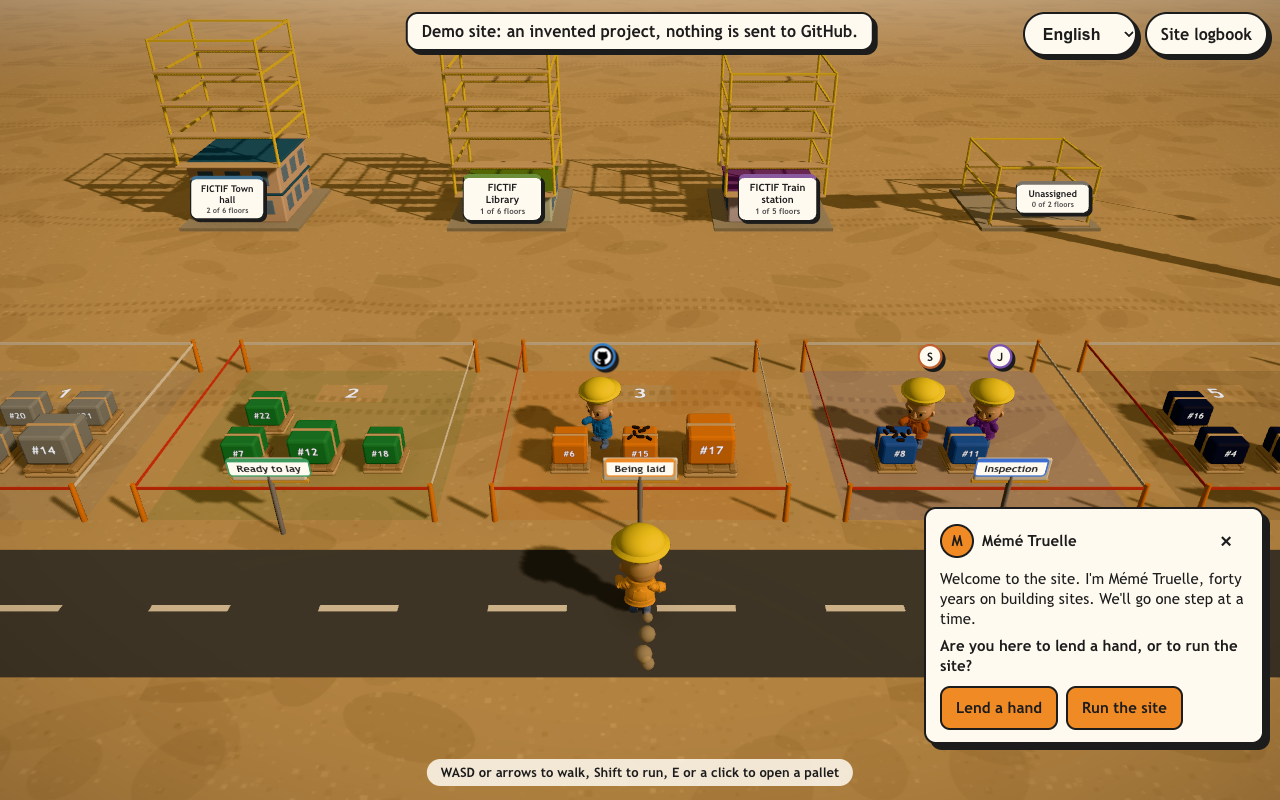 Demo site: an invented project, nothing is sent to GitHub.
English
Site logbook
FICTIF Town
hall
2 of 6 floors
FICTIF
Library
1 of 6 floors
FICTIF Train
station
1 of 5 floors
Unassigned
0 of 2 floors
1
2
3
5
S
J
#20
#14
#22
#7
#12
#18
Ready to lay
#6
#15
#17
Being laid
#8
#11
Inspection
#16
#4
M
Mémé Truelle
×
Welcome to the site. I'm Mémé Truelle, forty
years on building sites. We'll go one step at a
time.
Are you here to lend a hand, or to run the
site?
Lend a hand
Run the site
WASD or arrows to walk, Shift to run, E or a click to open a pallet